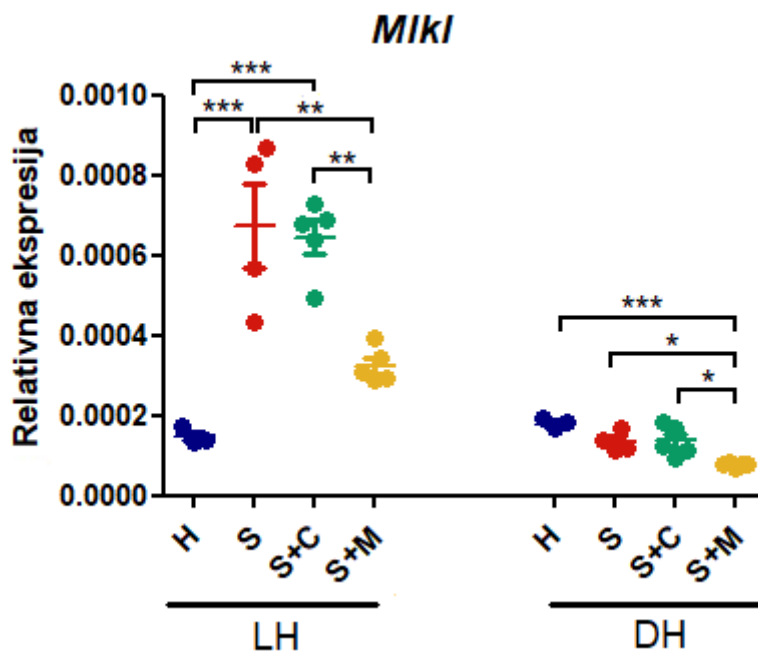 Mlkl
Relativna ekspresija
0.0010
0.0008
0.0006
0.0004
0.0002
0.0000
***
***
**
**
***
*
*
H
S
S+C
S+M
H
S
S+C
S+M
LH
DH